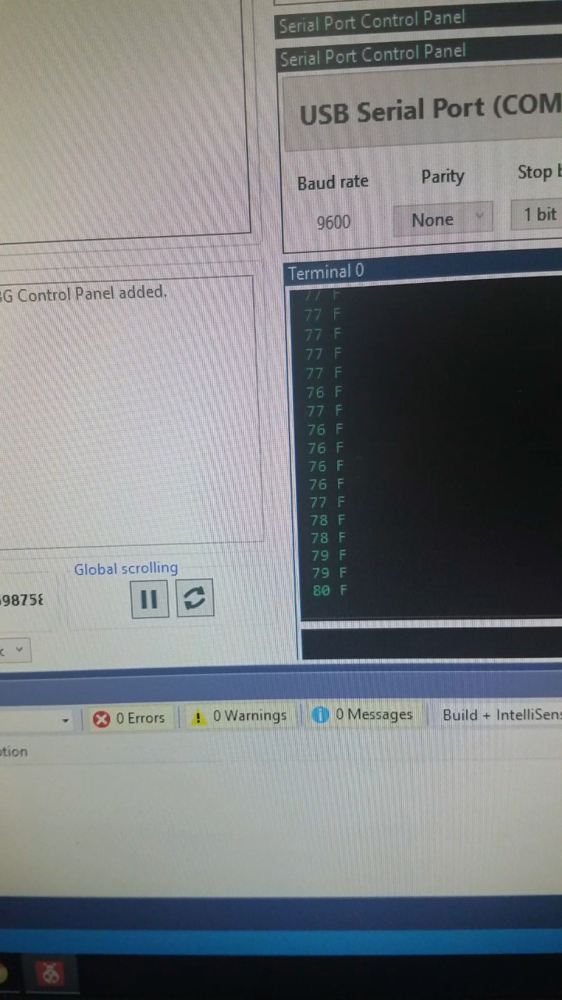 Serial Port Control Panel
Serial Port Control Panel
USB Serial Port (COM
Baud rate
Parity
Stop b
9600
None
1 bit
Terminal 0
G Control Panel added.
77 F
77 F
77 F
77 F
77 F
76 F
77 F
76 F
76 F
76 F
76 F
77 F
78 F
78 F
79 F
79 F
80 F
Global scrolling
98758
0 Errors
0 Warnings
0 Messages
Build + IntelliSens
ption